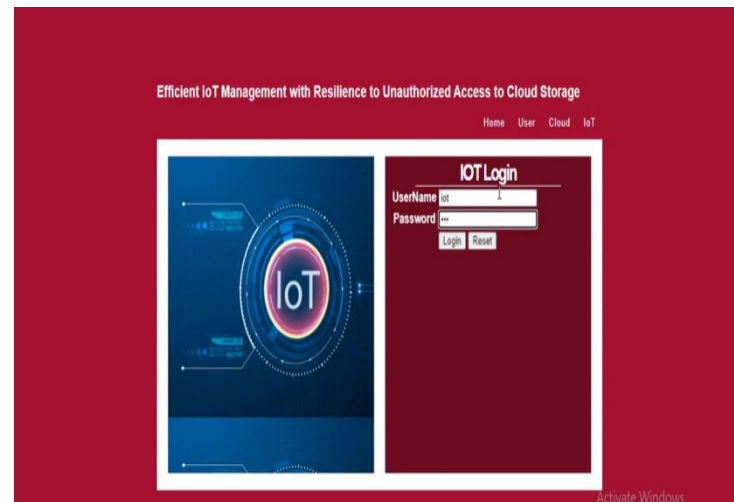 Efficient IoT Management with Resilience to Unauthorized Access to Cloud Storage
Home User Cloud IoT
IOT Login
UserName iot
Password •••
Login Reset
IoT
Activate Windows